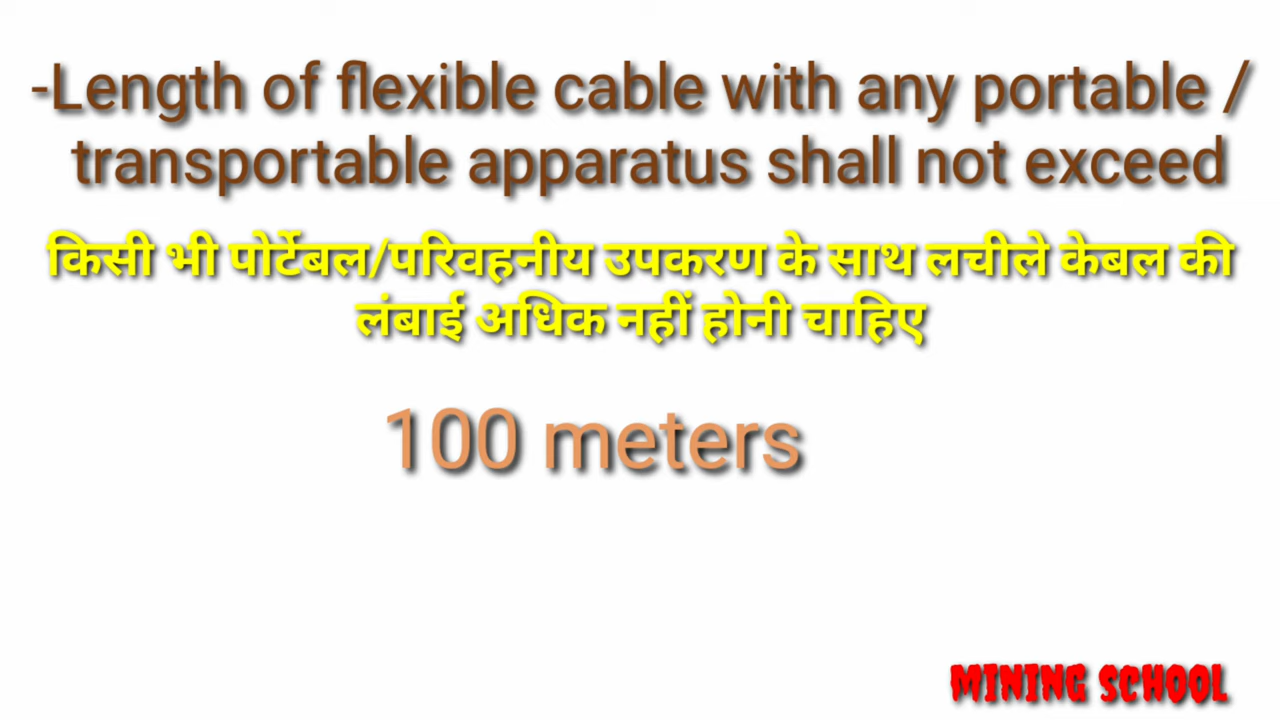 -Length of flexible cable with any portable /
transportable apparatus shall not exceed
किसी भी पोर्टेबल/परिवहनीय उपकरण के साथ लचीले केबल की
लंबाई अधिक नहीं होनी चाहिए
100 meters
MINING SCHOOL